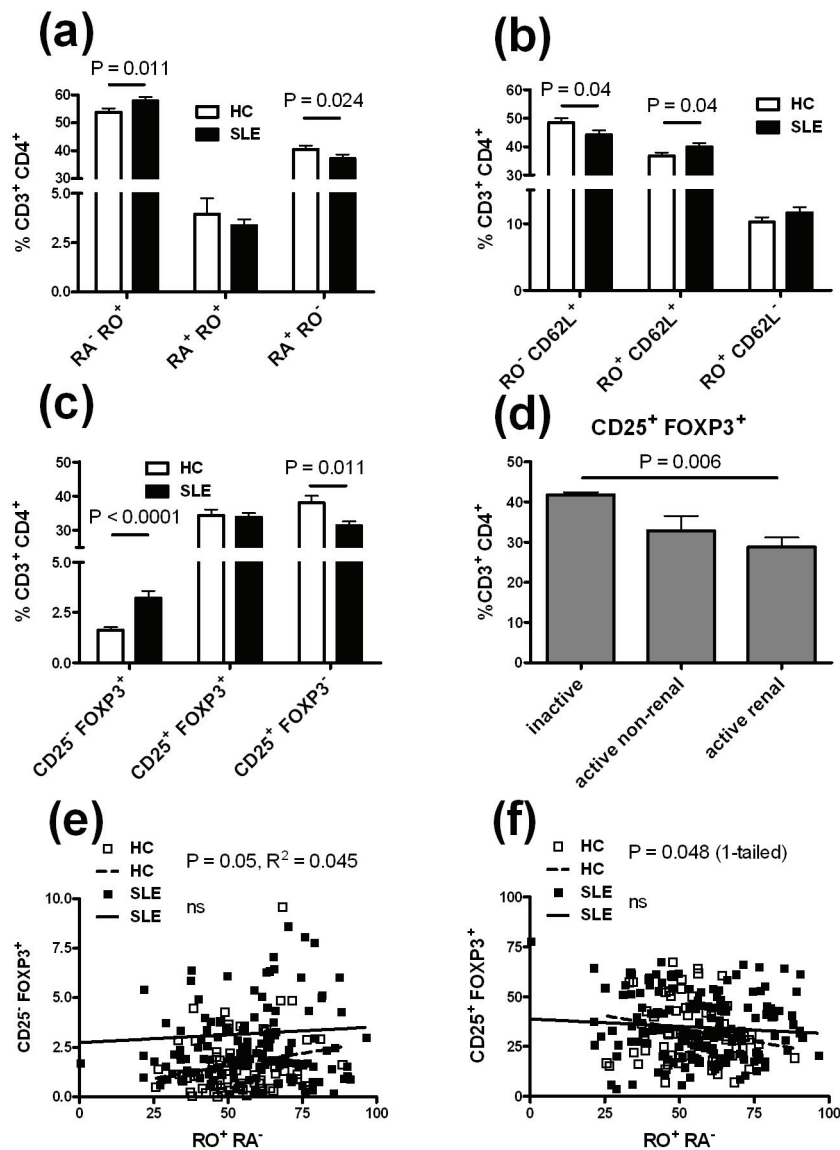 (a)
P = 0.011
P = 0.024
HC
SLE
% CD3⁺ CD4⁺
60
50
40
30
5.0
2.5
0.0
RA⁻ RO⁺
RA⁺ RO⁺
RA⁺ RO⁻
(b)
P = 0.04
P = 0.04
HC
SLE
% CD3⁺ CD4⁺
50
40
30
10
0
RO⁻ CD62L⁺
RO⁺ CD62L⁺
RO⁺ CD62L⁻
(c)
HC
SLE
P < 0.0001
P = 0.011
% CD3⁺ CD4⁺
40
30
20
5.0
2.5
0.0
CD25⁻ FOXP3⁺
CD25⁺ FOXP3⁺
CD25⁺ FOXP3⁻
(d)
CD25⁺ FOXP3⁺
P = 0.006
%CD3⁺ CD4⁺
50
40
30
20
10
0
inactive
active non-renal
active renal
(e)
HC
HC
SLE
SLE
P = 0.05, R² = 0.045
ns
CD25⁻ FOXP3⁺
10.0
7.5
5.0
2.5
0.0
0
25
50
75
100
RO⁺ RA⁻
(f)
HC
HC
SLE
SLE
P = 0.048 (1-tailed)
ns
CD25⁺ FOXP3⁺
100
75
50
25
0
0
25
50
75
100
RO⁺ RA⁻